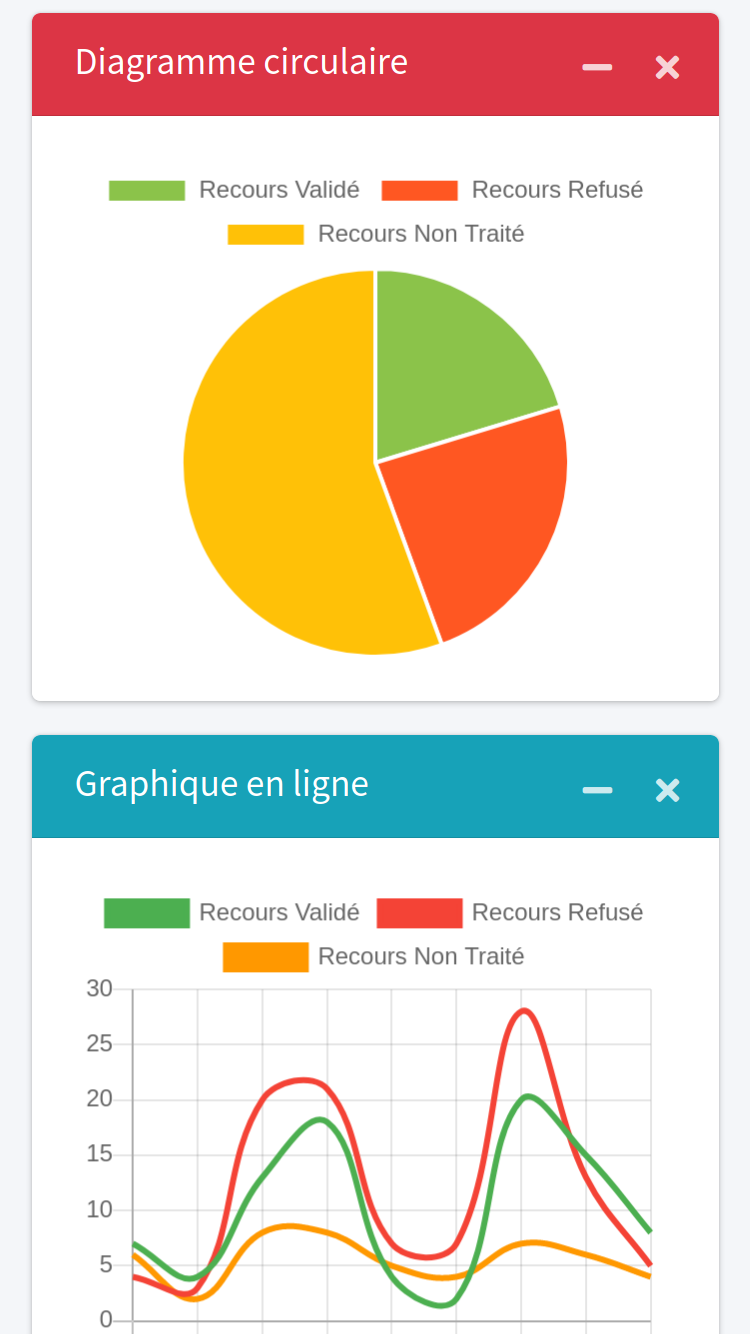 Diagramme circulaire
Recours Validé Recours Refusé
Recours Non Traité
Graphique en ligne
Recours Validé Recours Refusé
Recours Non Traité
30
25
20
15
10
5
0